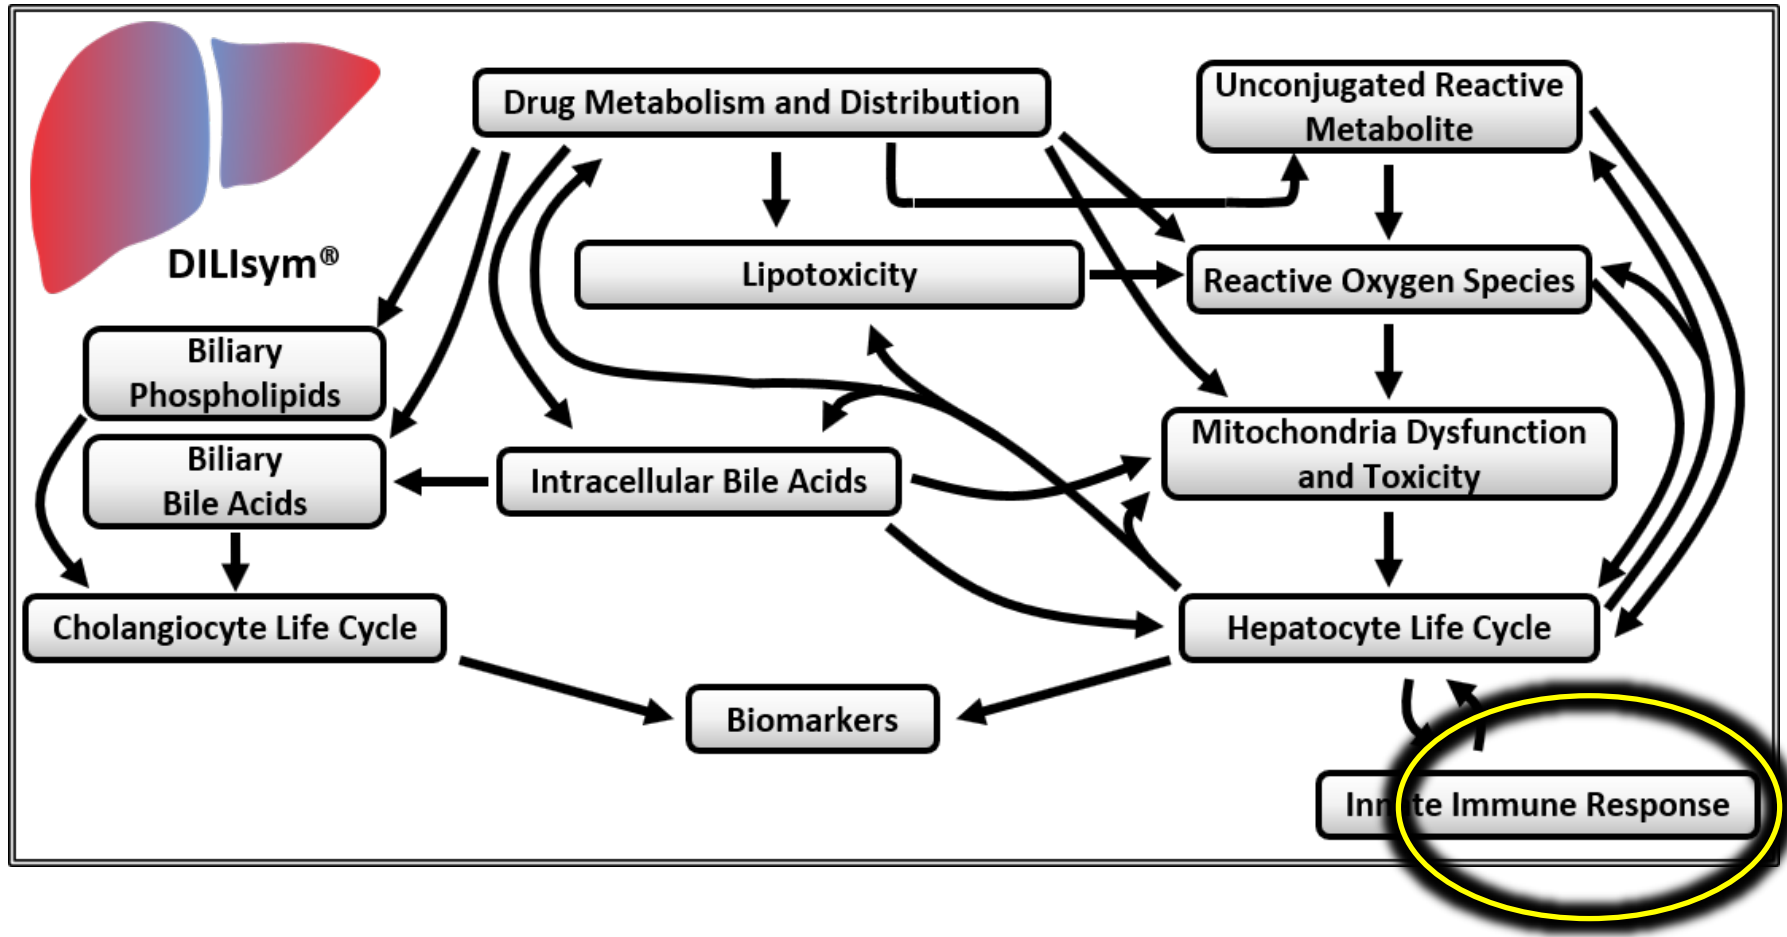 DILIsym®
Drug Metabolism and Distribution
Unconjugated Reactive
Metabolite
Lipotoxicity
Reactive Oxygen Species
Biliary
Phospholipids
Biliary
Bile Acids
Intracellular Bile Acids
Mitochondria Dysfunction
and Toxicity
Cholangiocyte Life Cycle
Hepatocyte Life Cycle
Biomarkers
Innate Immune Response